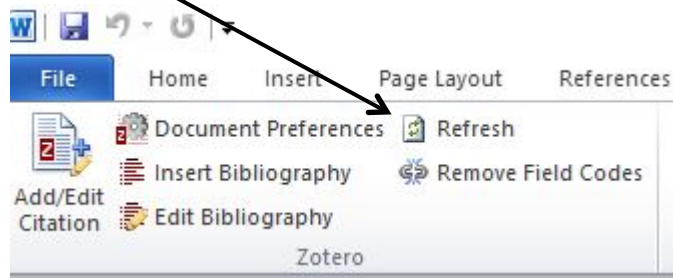 W
File Home Insert Page Layout References
Document Preferences Refresh
Insert Bibliography Remove Field Codes
Add/Edit
Citation
Edit Bibliography
Zotero